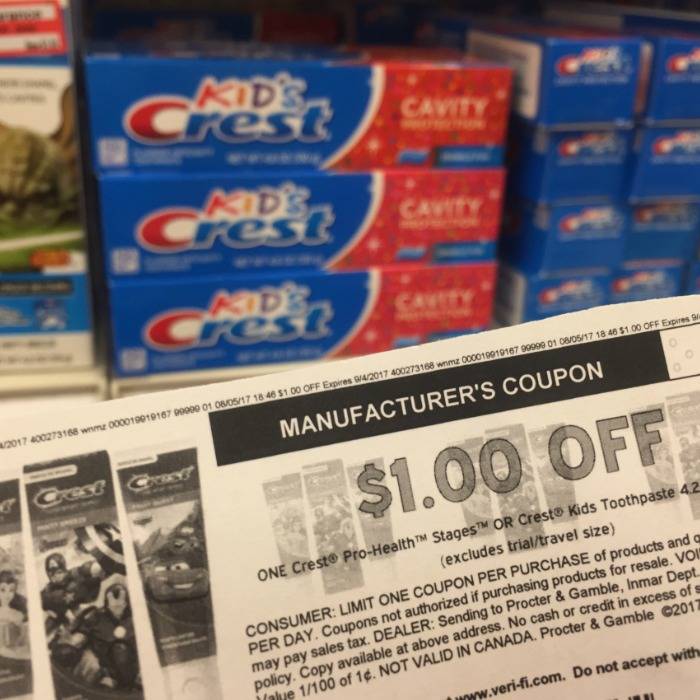 KID'S
Crest
CAVITY
PROTECTION
KID'S
Crest
CAVITY
KID'S
Crest
CAVITY
Crest
Crest
Crest
Crest
/2017 400273168 wnmz 000019919167 99999 01 08/05/17 18:46 $1.00 OFF Expires 9/4/2017 400273168 wnmz 000019919167 99999 01 08/05/17 18:46 $1.00 OFF Expires 9/
MANUFACTURER'S COUPON
$1.00 OFF
ONE Crest® Pro-Health™ Stages™ OR Crest® Kids Toothpaste 4.2
(excludes trial/travel size)
CONSUMER: LIMIT ONE COUPON PER PURCHASE of products and q
PER DAY. Coupons not authorized if purchasing products for resale. VOI
may pay sales tax. DEALER: Sending to Procter & Gamble, Inmar Dept.
policy. Copy available at above address. No cash or credit in excess of s
Value 1/100 of 1¢. NOT VALID IN CANADA. Procter & Gamble ©2017
www.veri-fi.com. Do not accept with
Crest
Crest